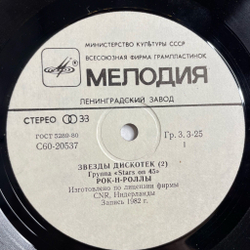 МИНИСТЕРСТВО КУЛЬТУРЫ СССР
ВСЕСОЮЗНАЯ ФИРМА ГРАМПЛАСТИНОК
МЕЛОДИЯ
ЛЕНИНГРАДСКИЙ ЗАВОД
СТЕРЕО 33
ГОСТ 5289-80
Гр. 3. 3-25
С60-20537
1
ЗВЕЗДЫ ДИСКОТЕК (2)
Группа «Stars on 45»
РОК-Н-РОЛЛЫ
Изготовлено по лицензии фирмы
CNR, Нидерланды
Запись 1982 г.